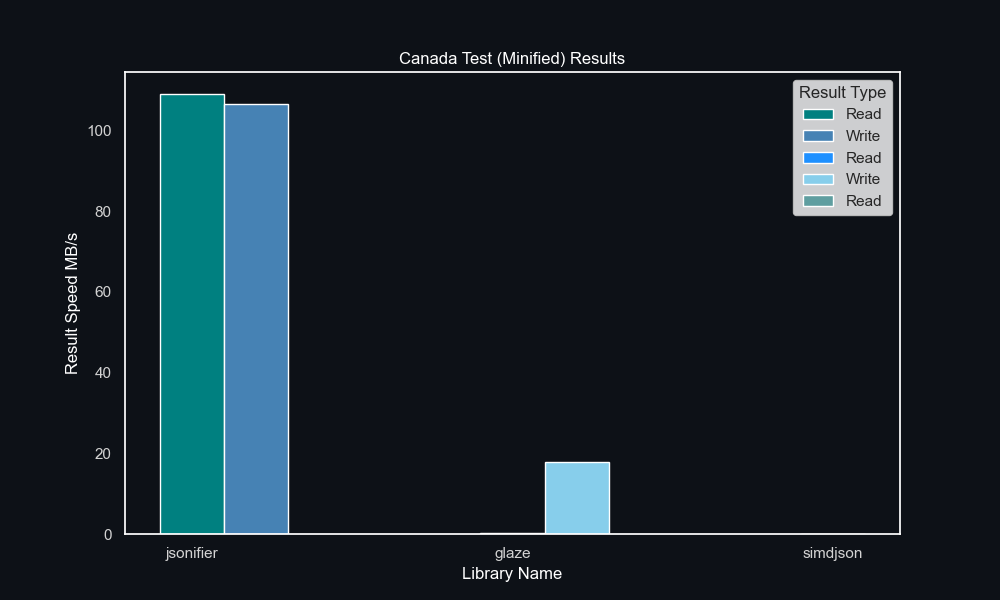 Canada Test (Minified) Results
Result Type
Read
Write
Read
Write
Read
100
80
60
40
20
0
Result Speed MB/s
jsonifier
glaze
simdjson
Library Name